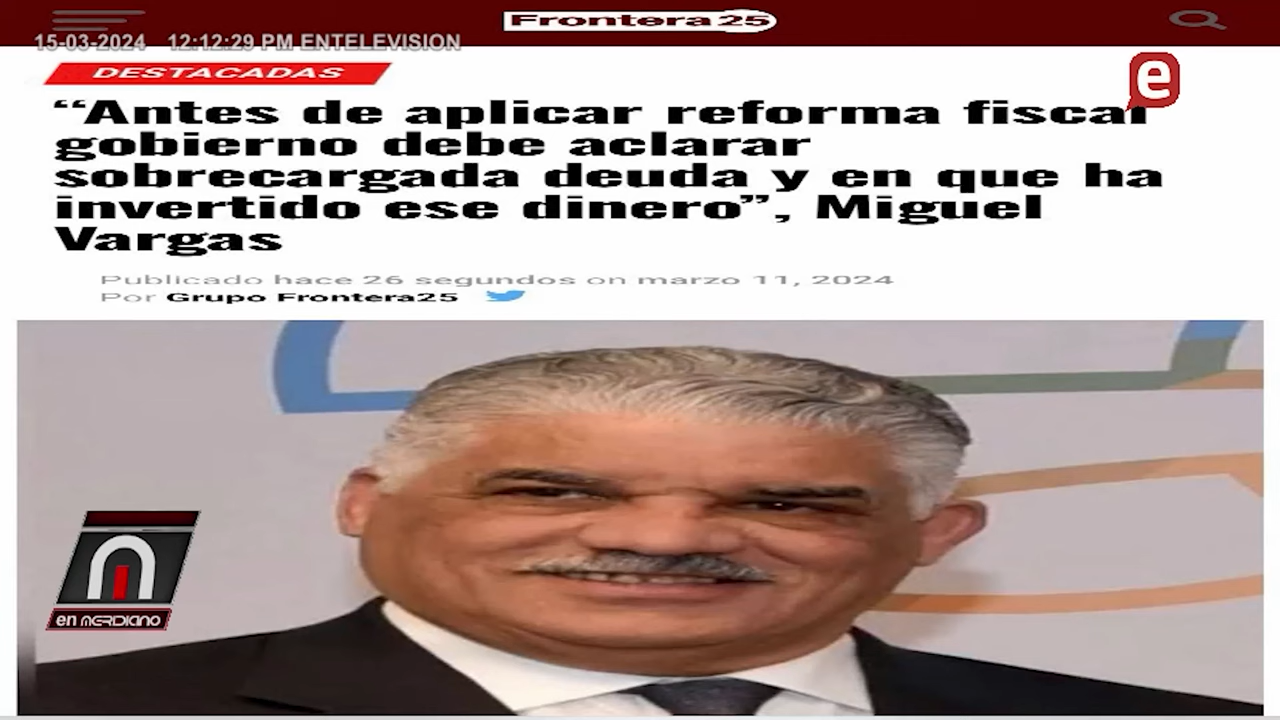 Frontera25
15-03-2024 12:12:29 PM ENTELEVISION
DESTACADAS
e
“Antes de aplicar reforma fiscal
gobierno debe aclarar
sobrecargada deuda y en que ha
invertido ese dinero”, Miguel
Vargas
Publicado hace 26 segundos on marzo 11, 2024
Por Grupo Frontera25
en MERDIANO